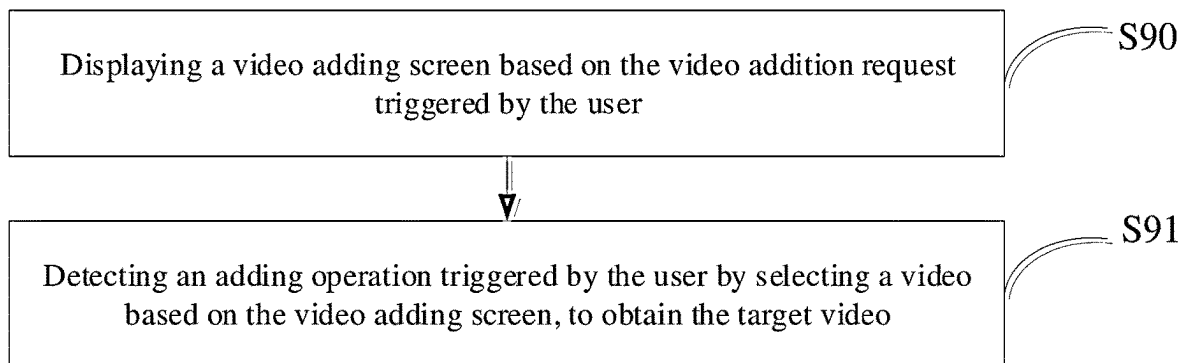 Displaying a video adding screen based on the video addition request
triggered by the user
S90
Detecting an adding operation triggered by the user by selecting a video
based on the video adding screen, to obtain the target video
S91